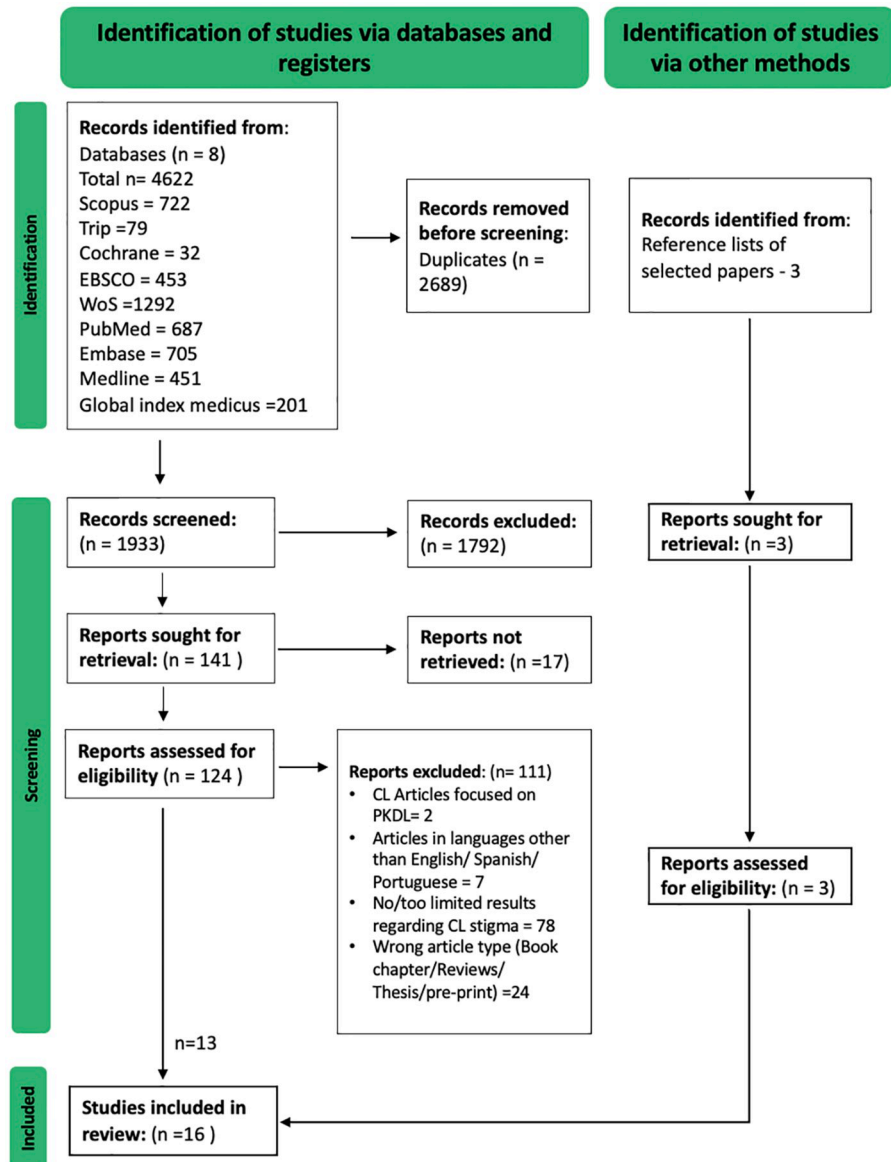 Identification of studies via databases and
registers
Identification of studies
via other methods
Identification
Records identified from:
Databases (n = 8)
Total n= 4622
Scopus = 722
Trip =79
Cochrane = 32
EBSCO = 453
WoS =1292
PubMed = 687
Embase = 705
Medline = 451
Global index medicus =201
Records removed
before screening:
Duplicates (n =
2689)
Records identified from:
Reference lists of
selected papers - 3
Screening
Records screened:
(n = 1933)
Records excluded:
(n = 1792)
Reports sought for
retrieval: (n =3)
Reports sought for
retrieval: (n = 141 )
Reports not
retrieved: (n =17)
Reports assessed for
eligibility (n = 124 )
Reports excluded: (n= 111)
• CL Articles focused on
PKDL= 2
• Articles in languages other
than English/ Spanish/
Portuguese = 7
• No/too limited results
regarding CL stigma = 78
• Wrong article type (Book
chapter/Reviews/
Thesis/pre-print) =24
Reports assessed
for eligibility: (n = 3)
n=13
Included
Studies included in
review: (n =16 )